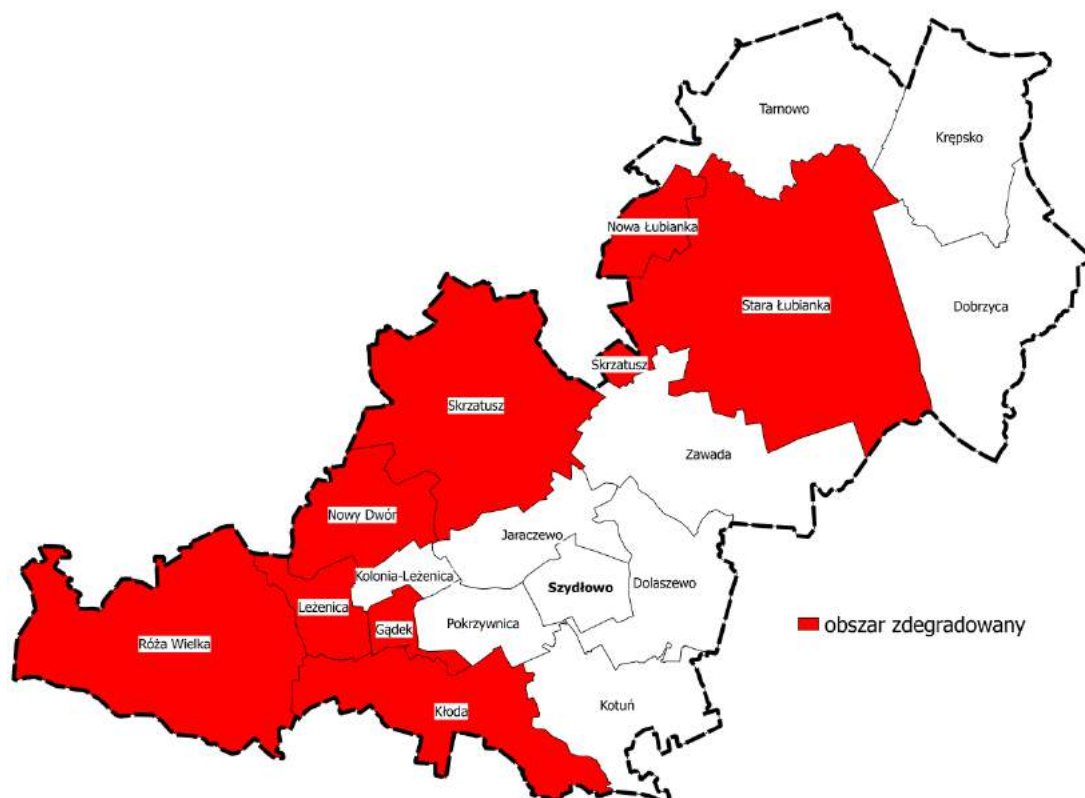 Tarnowo
Krępsko
Nowa Łubianka
Stara Łubianka
Dobrzyca
Skrzatusz
Skrzatusz
Zawada
Nowy Dwór
Jaraczewo
Kolonia-Leżenica
Szydłowo
Dolaszewo
Leżenica
Gądek
Pokrzywnica
obszar zdegradowany
Róża Wielka
Kłoda
Kotuń